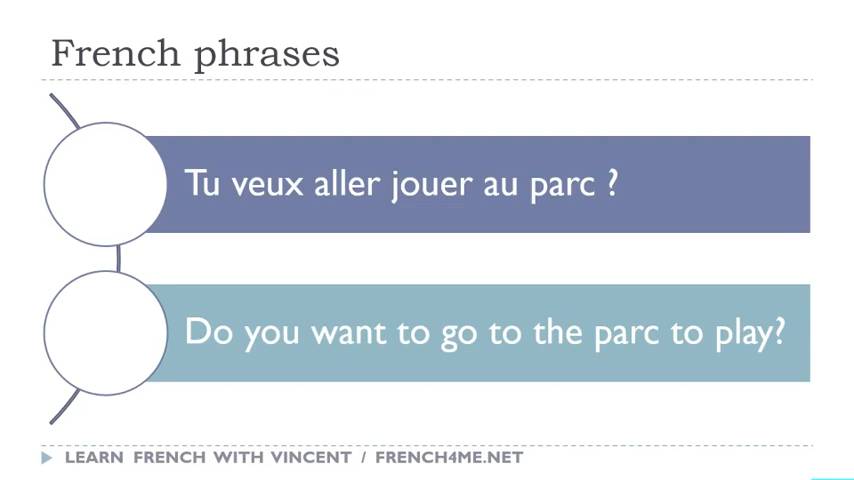 French phrases
Tu veux aller jouer au parc ?
Do you want to go to the parc to play?
LEARN FRENCH WITH VINCENT / FRENCH4ME.NET